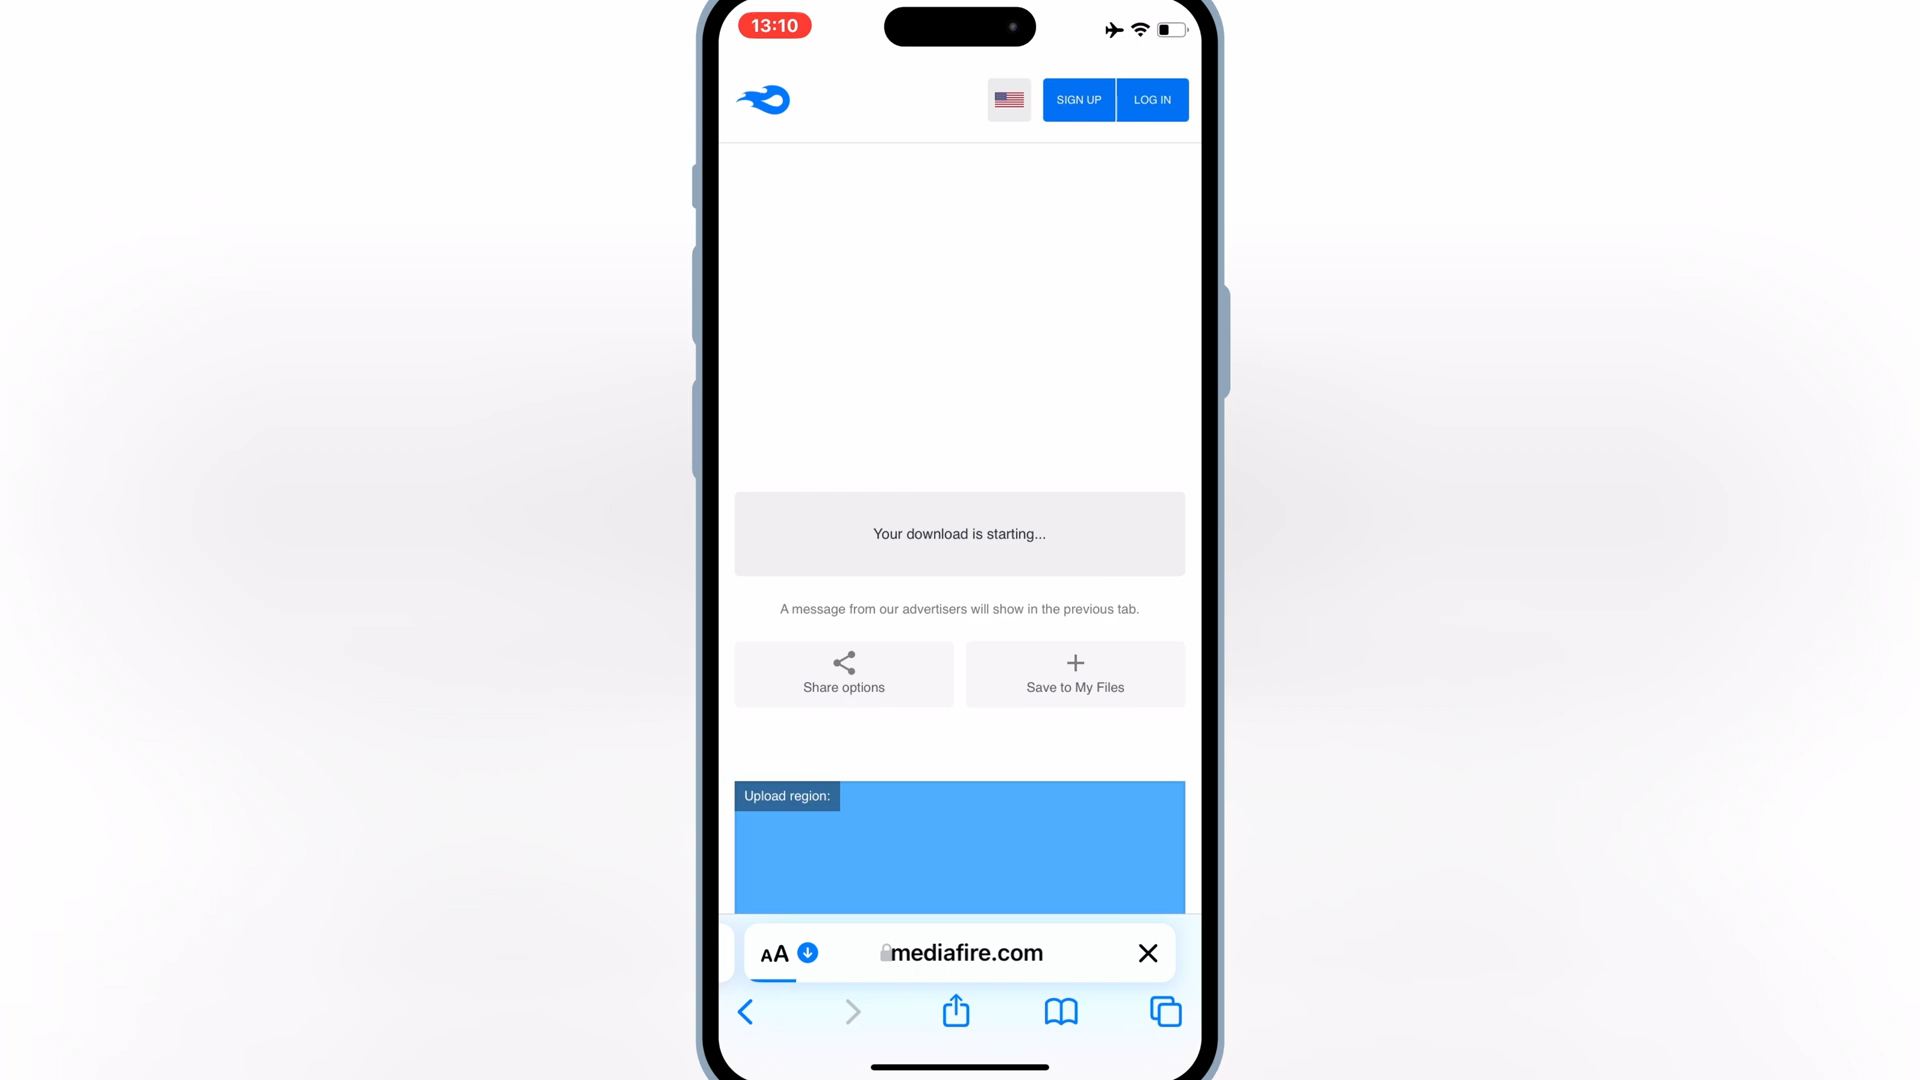 13:10
SIGN UP
LOG IN
Your download is starting...
A message from our advertisers will show in the previous tab.
Share options
Save to My Files
Upload region:
AA
mediafire.com